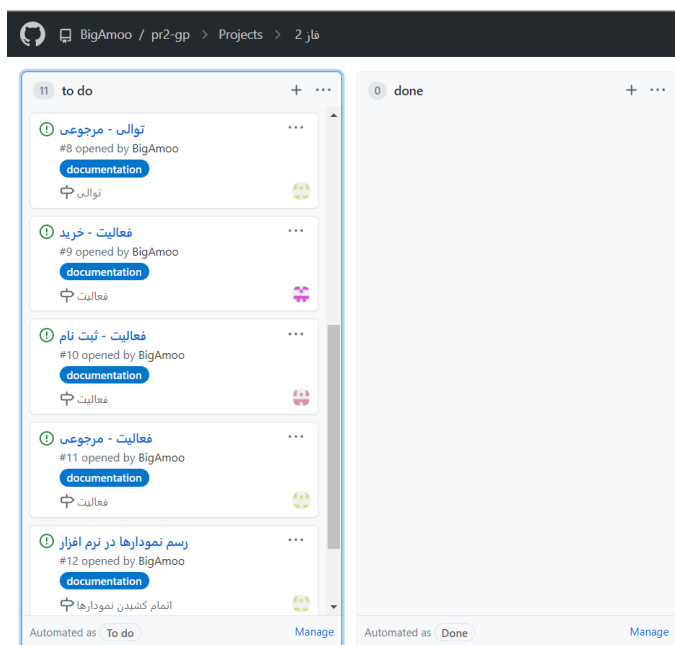 BigAmoo / pr2-gp > Projects > فاز 2
11 to do
توالی - مرجوعی
#8 opened by BigAmoo
documentation
توالی
فعالیت - خرید
#9 opened by BigAmoo
documentation
فعالیت
فعالیت - ثبت نام
#10 opened by BigAmoo
documentation
فعالیت
فعالیت - مرجوعی
#11 opened by BigAmoo
documentation
فعالیت
رسم نمودارها در نرم افزار
#12 opened by BigAmoo
documentation
اتمام کشیدن نمودارها
Automated as To do Manage
0 done
Automated as Done Manage